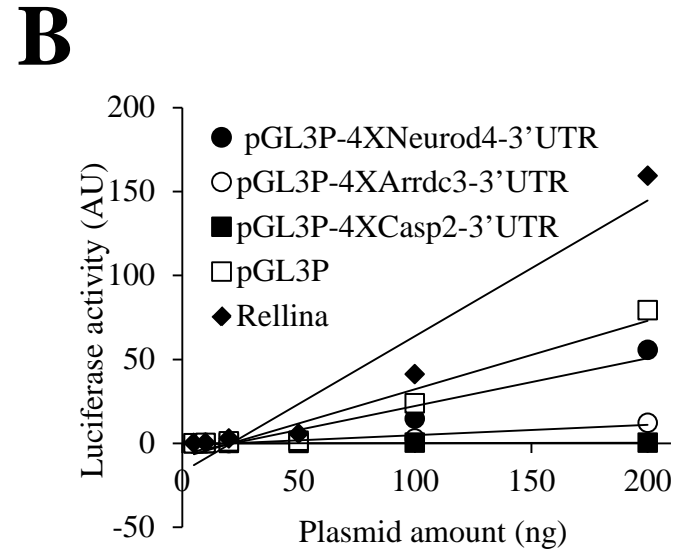 B
200
150
100
50
0
-50
Luciferase activity (AU)
pGL3P-4XNeurod4-3’UTR
pGL3P-4XArrdc3-3’UTR
pGL3P-4XCasp2-3’UTR
pGL3P
Rellina
0 50 100 150 200
Plasmid amount (ng)